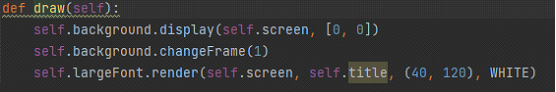 def draw(self):
    self.background.display(self.screen, [0, 0])
    self.background.changeFrame(1)
    self.largeFont.render(self.screen, self.title, (40, 120), WHITE)